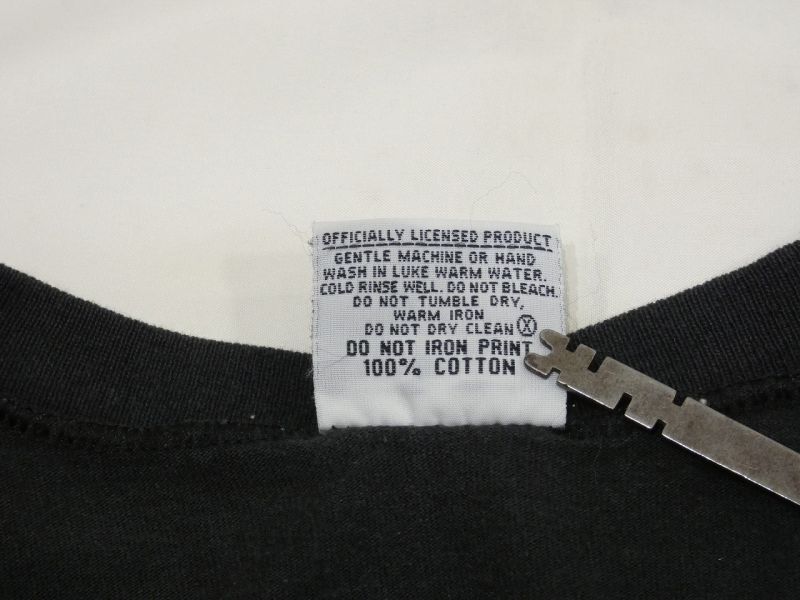 OFFICIALLY LICENSED PRODUCT
GENTLE MACHINE OR HAND
WASH IN LUKE WARM WATER.
COLD RINSE WELL. DO NOT BLEACH.
DO NOT TUMBLE DRY,
WARM IRON
DO NOT DRY CLEAN Ⓧ
DO NOT IRON PRINT
100% COTTON